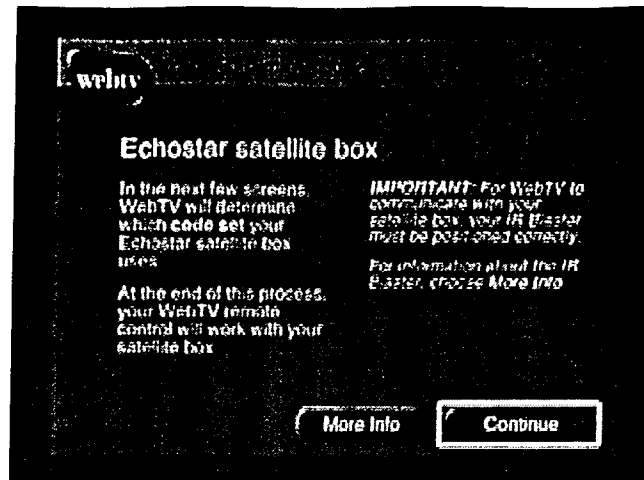 webtv
Echostar satellite box
In the next few screens,
WebTV will determine
which code set your
Echostar satellite box
uses.
At the end of this process,
your WebTV remote
control will work with your
satellite box
IMPORTANT: For WebTV to
communicate with your
satellite box, your IR Blaster
must be positioned correctly.
For information about the IR
Blaster, choose More Info
More Info
Continue